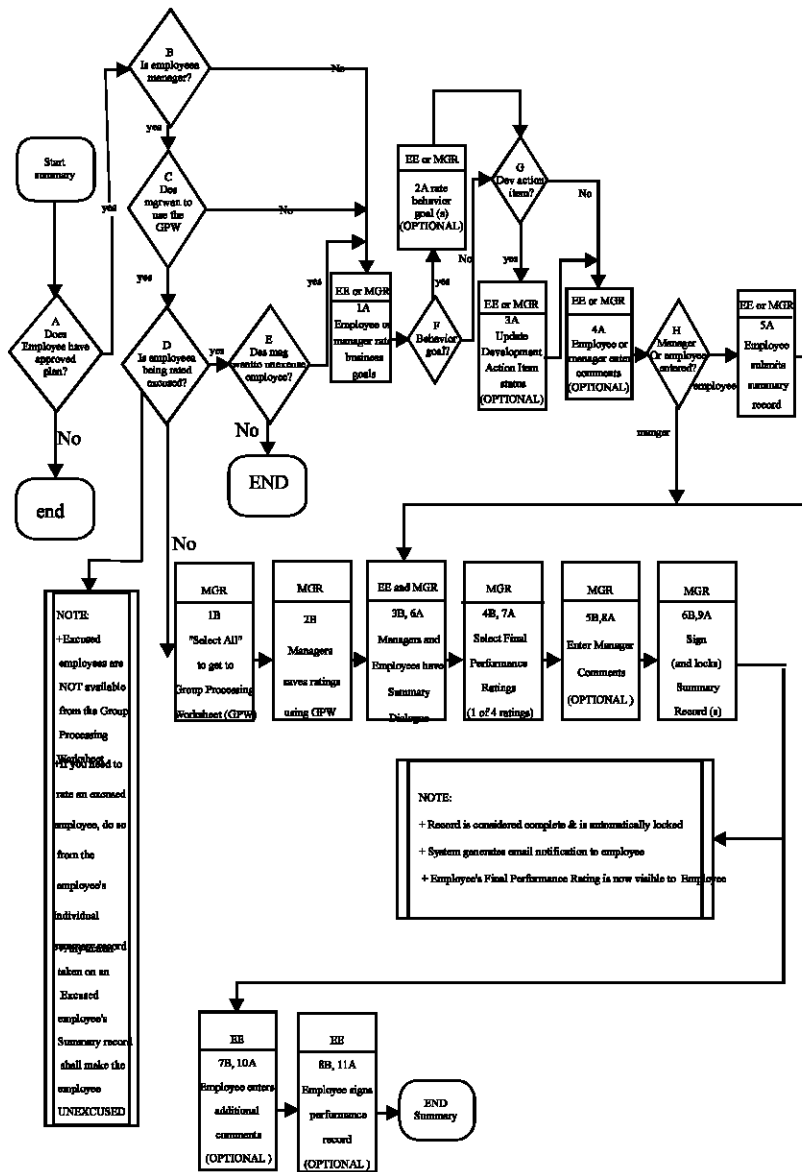 B
Is employeea
manager?
No
yes
Start
summary
C
Does
mgrwan to
use the
GPW
No
yes
yes
A
Does
Employee have
approved
plan?
No
end
D
Is employeea
being rated
excused?
yes
No
E
Des mag
wantto unexcuse
employee?
yes
No
END
EE or MGR
1A
Employee or
manager rate
business
goals
EE or MGR
2A rate
behavior
goal (s)
(OPTIONAL)
yes
No
F
Behavior
goal?
G
Dev action
item?
No
yes
EE or MGR
3A
Update
Development
Action Item
status
(OPTIONAL)
EE or MGR
4A
Employee or
manager enter
comments
(OPTIONAL)
H
Manager
Or employee
entered?
employee
manger
EE or MGR
5A
Employee
submits
summary
record
NOTE:
+Excused
employees are
NOT available
from the Group
Processing
Worksheet
+If you need to
rate an excused
employee, do so
from the
employee's
Individual
summary record
taken on an
Excused
employee's
Summary record
shall make the
employee
UNEXCUSED
MGR
1B
"Select All"
to get to
Group Processing
Worksheet (GPW)
MGR
2B
Managers
saves ratings
using GPW
EE and MGR
3B, 6A
Managers and
Employees have
Summary
Dialogue
MGR
4B, 7A
Select Final
Performance
Ratings
(1 of 4 ratings)
MGR
5B,8A
Enter Manager
Comments
(OPTIONAL )
MGR
6B,9A
Sign
(and locks)
Summary
Record (s)
NOTE:
+ Record is considered complete & is automatically locked
+ System generates email notification to employee
+ Employee's Final Performance Rating is now visible to Employee
EE
7B, 10A
Employee enters
additional
comments
(OPTIONAL )
EE
8B, 11A
Employee signs
performance
record
(OPTIONAL )
END
Summary